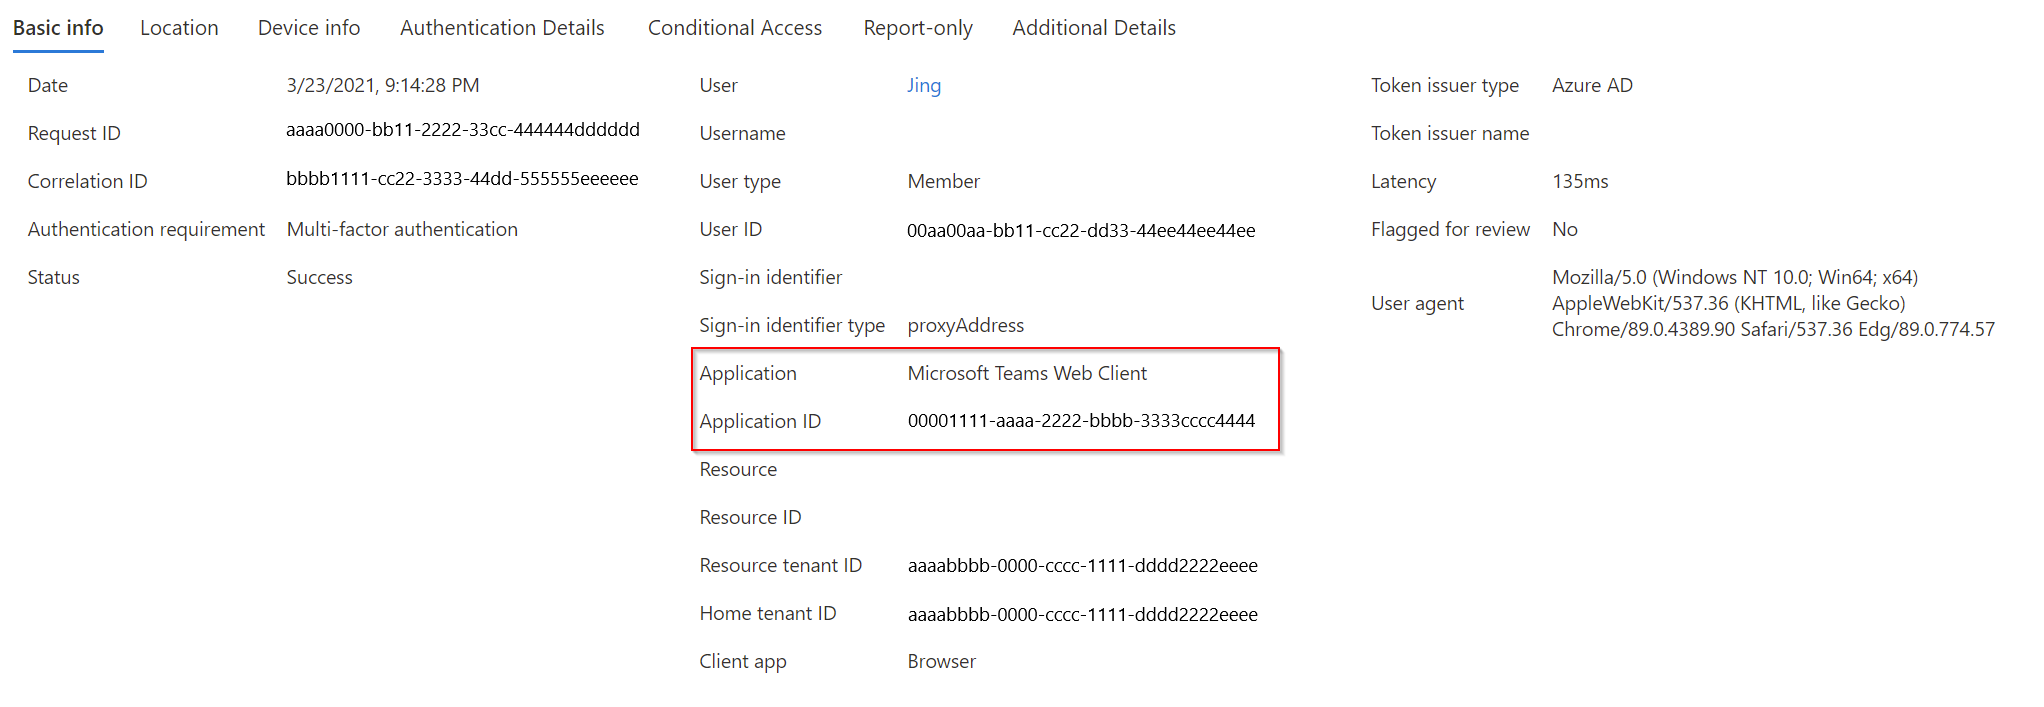 Basic info Location Device info Authentication Details Conditional Access Report-only Additional Details
Date 3/23/2021, 9:14:28 PM
Request ID aaaa0000-bb11-2222-33cc-444444dddddd
Correlation ID bbbb1111-cc22-3333-44dd-555555eeeeee
Authentication requirement Multi-factor authentication
Status Success
User Jing
Username
User type Member
User ID 00aa00aa-bb11-cc22-dd33-44ee44ee44ee
Sign-in identifier
Sign-in identifier type proxyAddress
Application Microsoft Teams Web Client
Application ID 00001111-aaaa-2222-bbbb-3333cccc4444
Resource
Resource ID
Resource tenant ID aaaabbbb-0000-cccc-1111-dddd2222eeee
Home tenant ID aaaabbbb-0000-cccc-1111-dddd2222eeee
Client app Browser
Token issuer type Azure AD
Token issuer name
Latency 135ms
Flagged for review No
User agent Mozilla/5.0 (Windows NT 10.0; Win64; x64)
AppleWebKit/537.36 (KHTML, like Gecko)
Chrome/89.0.4389.90 Safari/537.36 Edg/89.0.774.57